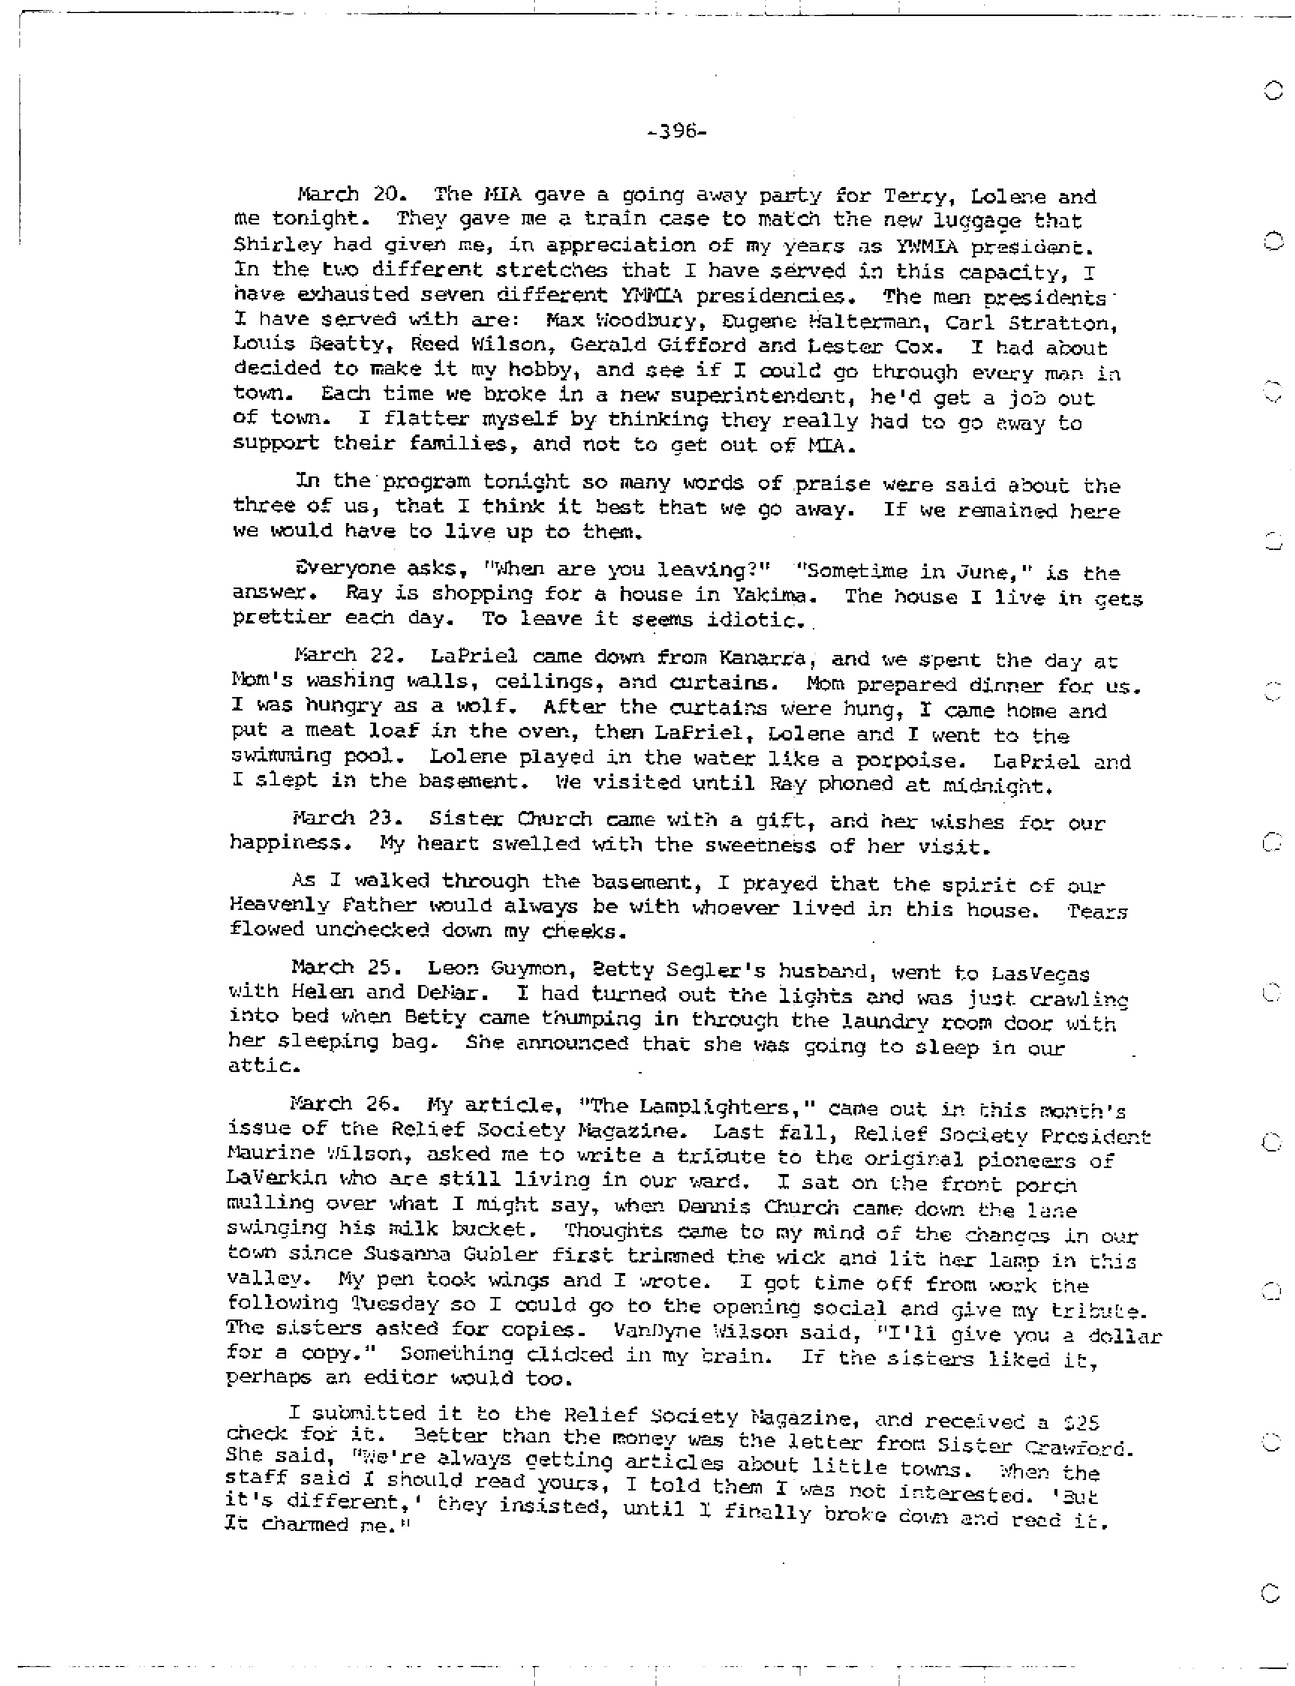 -396-
March 20. The MIA gave a going away party for Terry, Lolene and
me tonight. They gave me a train case to match the new luggage that
Shirley had given me, in appreciation of my years as YWMIA president.
In the two different stretches that I have served in this capacity, I
have exhausted seven different YMMIA presidencies. The men presidents
I have served with are: Max Woodbury, Eugene Halterman, Carl Stratton,
Louis Beatty, Reed Wilson, Gerald Gifford and Lester Cox. I had about
decided to make it my hobby, and see if I could go through every man in
town. Each time we broke in a new superintendent, he'd get a job out
of town. I flatter myself by thinking they really had to go away to
support their families, and not to get out of MIA.
In the program tonight so many words of praise were said about the
three of us, that I think it best that we go away. If we remained here
we would have to live up to them.
Everyone asks, "When are you leaving?" "Sometime in June," is the
answer. Ray is shopping for a house in Yakima. The house I live in gets
prettier each day. To leave it seems idiotic.
March 22. LaPriel came down from Kanarra, and we spent the day at
Mom's washing walls, ceilings, and curtains. Mom prepared dinner for us.
I was hungry as a wolf. After the curtains were hung, I came home and
put a meat loaf in the oven, then LaPriel, Lolene and I went to the
swimming pool. Lolene played in the water like a porpoise. LaPriel and
I slept in the basement. We visited until Ray phoned at midnight.
March 23. Sister Church came with a gift, and her wishes for our
happiness. My heart swelled with the sweetness of her visit.
As I walked through the basement, I prayed that the spirit of our
Heavenly Father would always be with whoever lived in this house. Tears
flowed unchecked down my cheeks.
March 25. Leon Guymon, Betty Segler's husband, went to LasVegas
with Helen and DeMar. I had turned out the lights and was just crawling
into bed when Betty came thumping in through the laundry room door with
her sleeping bag. She announced that she was going to sleep in our
attic.
March 26. My article, "The Lamplighters," came out in this month's
issue of the Relief Society Magazine. Last fall, Relief Society President
Maurine Wilson, asked me to write a tribute to the original pioneers of
LaVerkin who are still living in our ward. I sat on the front porch
mulling over what I might say, when Dennis Church came down the lane
swinging his milk bucket. Thoughts came to my mind of the changes in our
town since Susanna Gubler first trimmed the wick and lit her lamp in this
valley. My pen took wings and I wrote. I got time off from work the
following Tuesday so I could go to the opening social and give my tribute.
The sisters asked for copies. VanDyne Wilson said, "I'll give you a dollar
for a copy." Something clicked in my brain. If the sisters liked it,
perhaps an editor would too.
I submitted it to the Relief Society Magazine, and received a $25
check for it. Better than the money was the letter from Sister Crawford.
She said, "We're always getting articles about little towns. When the
staff said I should read yours, I told them I was not interested. 'But
it's different,' they insisted, until I finally broke down and read it.
It charmed me."